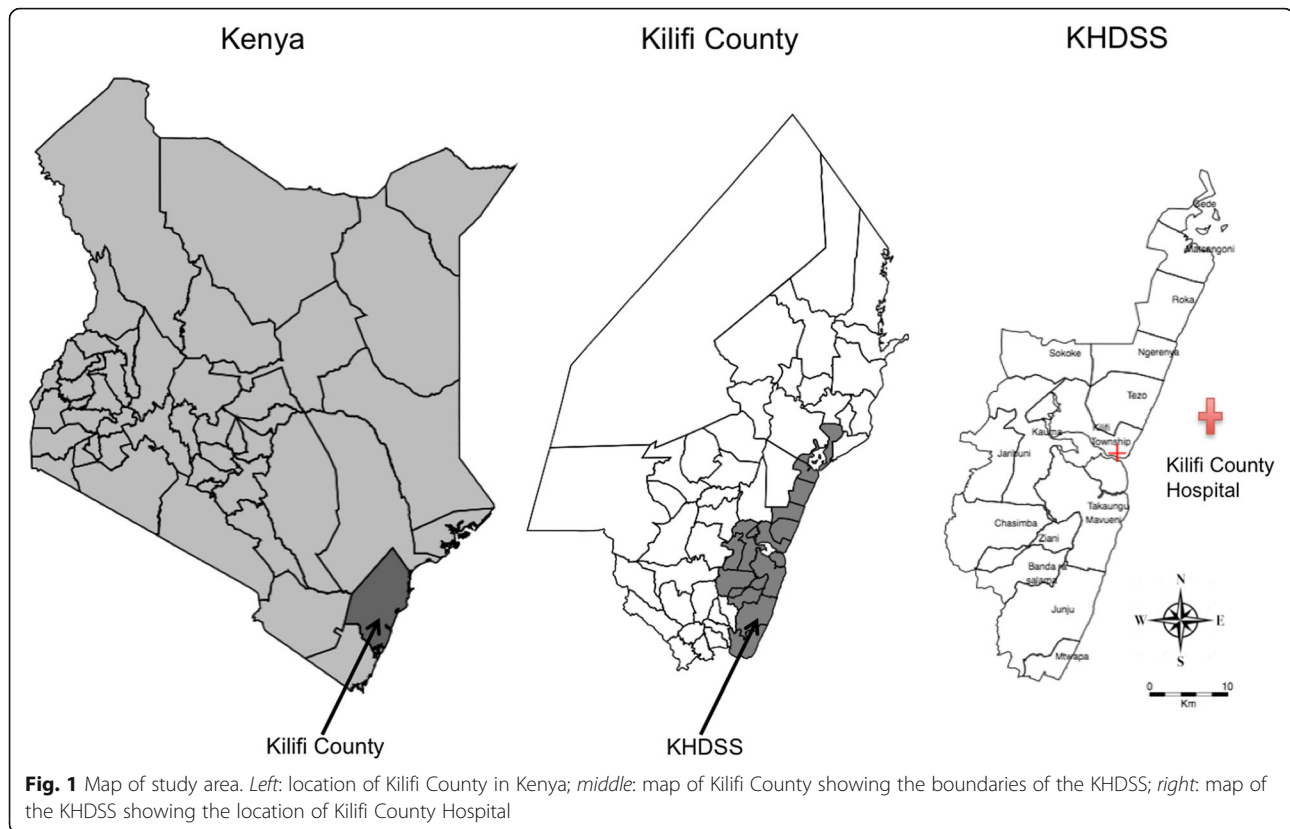 Kenya
Kilifi County
KHDSS
Gede
Matsangoni
Roka
Sokoke
Ngerenya
Tezo
Kauma
Kilifi
Township
Jaribuni
Kilifi County
Hospital
Takaungu
Mavueni
Chasimba
Ziani
Banda ra
salama
Junju
Mtwapa
N
W
E
S
0
10
Km
Kilifi County
KHDSS
Fig. 1 Map of study area. Left: location of Kilifi County in Kenya; middle: map of Kilifi County showing the boundaries of the KHDSS; right: map of
the KHDSS showing the location of Kilifi County Hospital